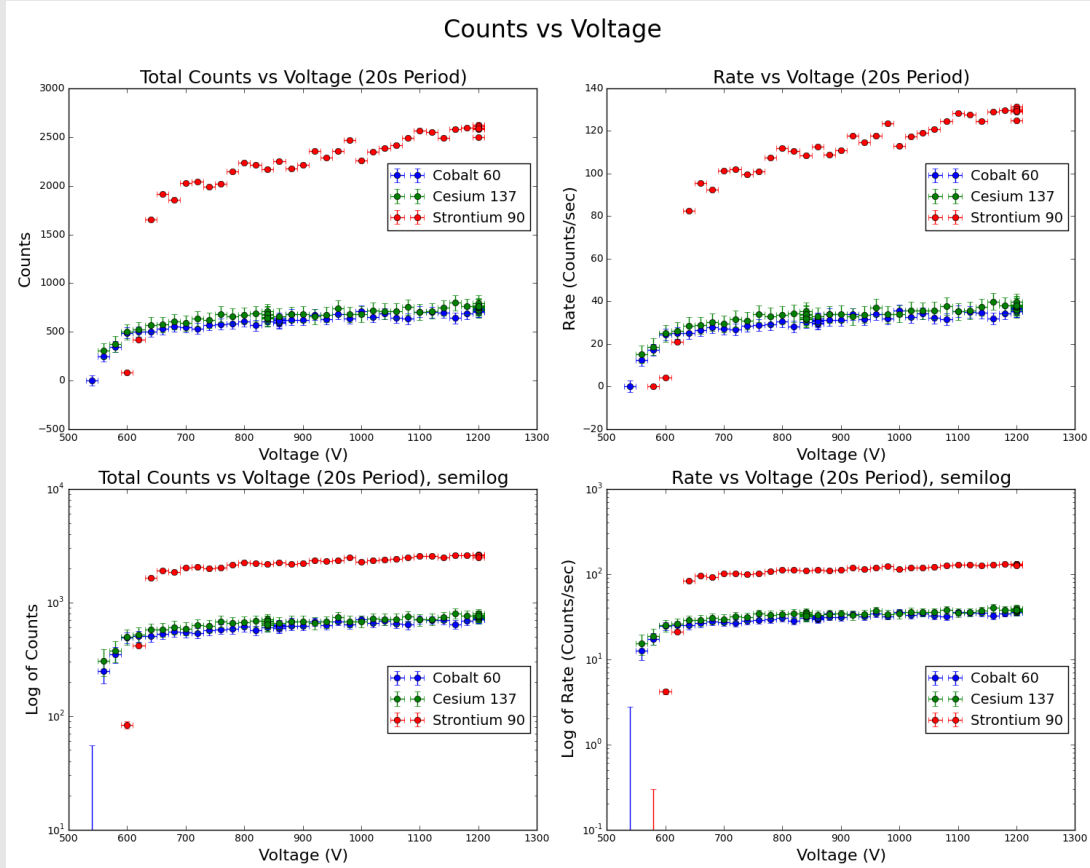 Counts vs Voltage
Total Counts vs Voltage (20s Period)
3000
2500
2000
1500
1000
500
0
−500
Counts
500 600 700 800 900 1000 1100 1200 1300
Voltage (V)
Cobalt 60
Cesium 137
Strontium 90
Rate vs Voltage (20s Period)
140
120
100
80
60
40
20
0
−20
Rate (Counts/sec)
500 600 700 800 900 1000 1100 1200 1300
Voltage (V)
Cobalt 60
Cesium 137
Strontium 90
Total Counts vs Voltage (20s Period), semilog
10^4
10^3
10^2
10^1
Log of Counts
500 600 700 800 900 1000 1100 1200 1300
Voltage (V)
Cobalt 60
Cesium 137
Strontium 90
Rate vs Voltage (20s Period), semilog
10^3
10^2
10^1
10^0
10^-1
Log of Rate (Counts/sec)
500 600 700 800 900 1000 1100 1200 1300
Voltage (V)
Cobalt 60
Cesium 137
Strontium 90